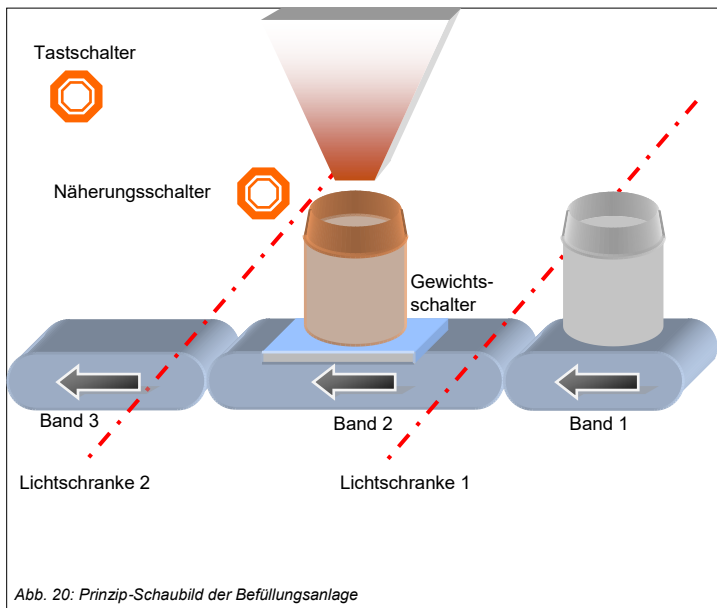 Tastschalter
Näherungsschalter
Gewichts-
schalter
Band 3
Band 2
Band 1
Lichtschranke 2
Lichtschranke 1
Abb. 20: Prinzip-Schaubild der Befüllungsanlage